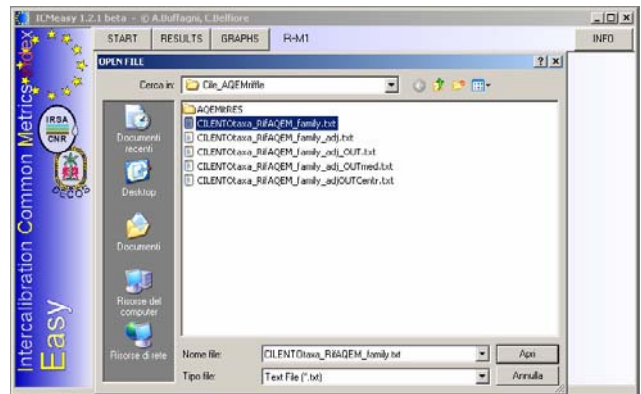 ICMeasy 1.2.1 beta - © A.Buffagni, C.Belfiore
START RESULTS GRAPHS R-M1 INFO
OPEN FILE
Cerca in: Cile_AQEMriffle
AQEMitRES
CILENTOtaxa_RifAQEM_family.txt
CILENTOtaxa_RifAQEM_family_adj.txt
CILENTOtaxa_RifAQEM_family_adj_OUT.txt
CILENTOtaxa_RifAQEM_family_adj_OUTmed.txt
CILENTOtaxa_RifAQEM_family_adjOUTCentr.txt
Documenti
recenti
Desktop
Documenti
Risorse del
computer
Risorse di rete
Nome file: CILENTOtaxa_RifAQEM_family.txt Apri
Tipo file: Text File (*.txt) Annulla
Intercalibration Common Metrics index
Easy
IRSA
CNR